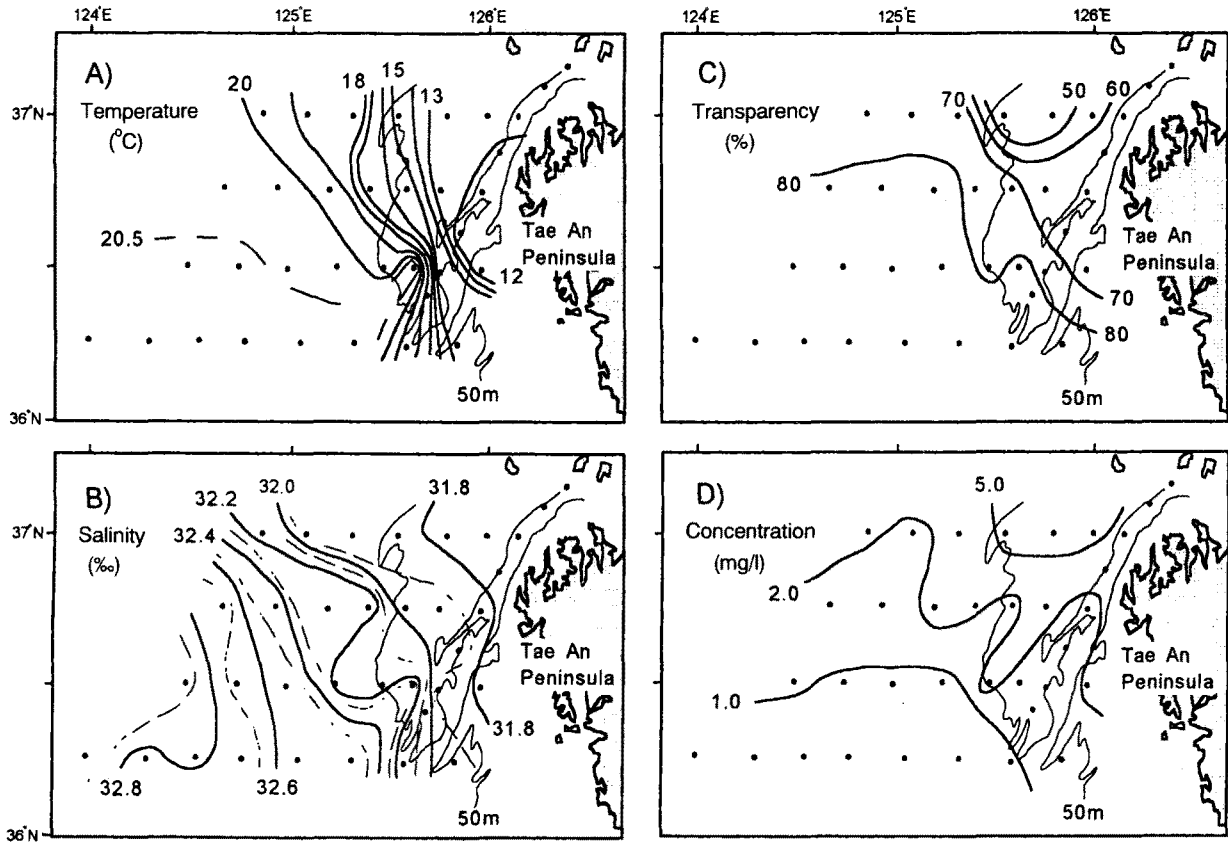 124°E
125°E
126°E
A)
Temperature
(°C)
20
18
15
13
20.5
12
37°N
36°N
Tae An
Peninsula
50m
124°E
125°E
126°E
C)
Transparency
(%)
70
50
60
80
70
80
Tae An
Peninsula
50m
B)
Salinity
(‰)
32.2
32.0
31.8
32.4
37°N
36°N
31.8
32.8
32.6
Tae An
Peninsula
50m
D)
Concentration
(mg/l)
5.0
2.0
1.0
Tae An
Peninsula
50m